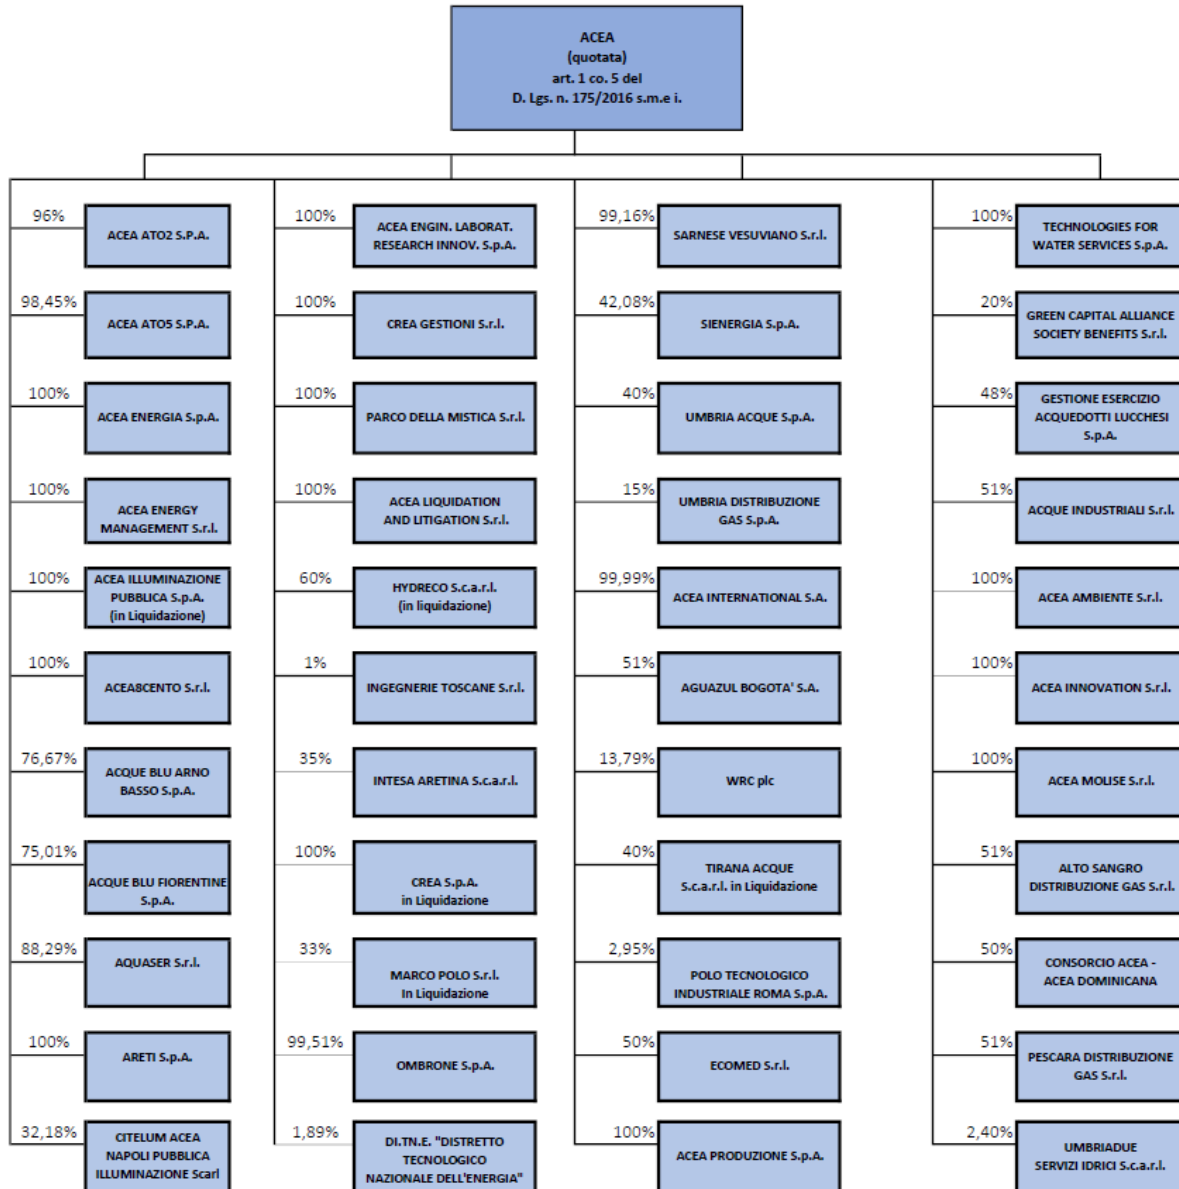 ACEA
(quotata)
art. 1 co. 5 del
D. Lgs. n. 175/2016 s.m.e i.
96%
ACEA ATO2 S.P.A.
98,45%
ACEA ATO5 S.P.A.
100%
ACEA ENERGIA S.p.A.
100%
ACEA ENERGY
MANAGEMENT S.r.l.
100%
ACEA ILLUMINAZIONE
PUBBLICA S.p.A.
(in Liquidazione)
100%
ACEA8CENTO S.r.l.
76,67%
ACQUE BLU ARNO
BASSO S.p.A.
75,01%
ACQUE BLU FIORENTINE
S.p.A.
88,29%
AQUASER S.r.l.
100%
ARETI S.p.A.
32,18%
CITELUM ACEA
NAPOLI PUBBLICA
ILLUMINAZIONE Scarl
100%
ACEA ENGIN. LABORAT.
RESEARCH INNOV. S.p.A.
100%
CREA GESTIONI S.r.l.
100%
PARCO DELLA MISTICA S.r.l.
100%
ACEA LIQUIDATION
AND LITIGATION S.r.l.
60%
HYDRECO S.c.a.r.l.
(in liquidazione)
1%
INGEGNERIE TOSCANE S.r.l.
35%
INTESA ARETINA S.c.a.r.l.
100%
CREA S.p.A.
in Liquidazione
33%
MARCO POLO S.r.l.
In Liquidazione
99,51%
OMBRONE S.p.A.
1,89%
DI.TN.E. "DISTRETTO
TECNOLOGICO
NAZIONALE DELL'ENERGIA"
99,16%
SARNESE VESUVIANO S.r.l.
42,08%
SIENERGIA S.p.A.
40%
UMBRIA ACQUE S.p.A.
15%
UMBRIA DISTRIBUZIONE
GAS S.p.A.
99,99%
ACEA INTERNATIONAL S.A.
51%
AGUAZUL BOGOTA' S.A.
13,79%
WRC plc
40%
TIRANA ACQUE
S.c.a.r.l. in Liquidazione
2,95%
POLO TECNOLOGICO
INDUSTRIALE ROMA S.p.A.
50%
ECOMED S.r.l.
100%
ACEA PRODUZIONE S.p.A.
100%
TECHNOLOGIES FOR
WATER SERVICES S.p.A.
20%
GREEN CAPITAL ALLIANCE
SOCIETY BENEFITS S.r.l.
48%
GESTIONE ESERCIZIO
ACQUEDOTTI LUCCHESI
S.p.A.
51%
ACQUE INDUSTRIALI S.r.l.
100%
ACEA AMBIENTE S.r.l.
100%
ACEA INNOVATION S.r.l.
100%
ACEA MOLISE S.r.l.
51%
ALTO SANGRO
DISTRIBUZIONE GAS S.r.l.
50%
CONSORCIO ACEA -
ACEA DOMINICANA
51%
PESCARA DISTRIBUZIONE
GAS S.r.l.
2,40%
UMBRIADUE
SERVIZI IDRICI S.c.a.r.l.